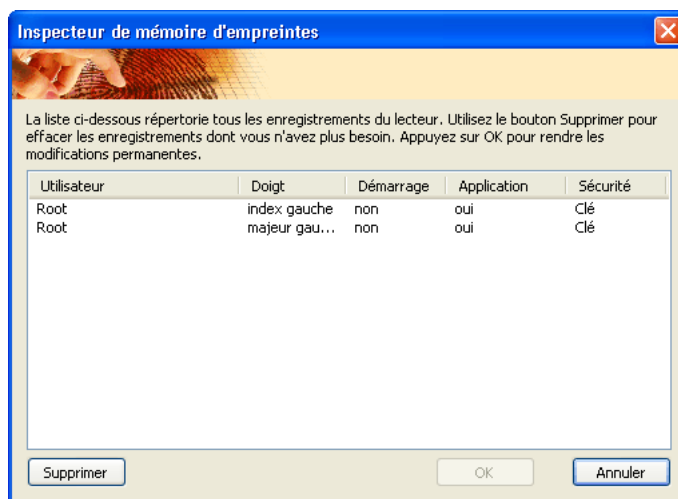 Inspecteur de mémoire d'empreintes
La liste ci-dessous répertorie tous les enregistrements du lecteur. Utilisez le bouton Supprimer pour
effacer les enregistrements dont vous n'avez plus besoin. Appuyez sur OK pour rendre les
modifications permanentes.
Utilisateur Doigt Démarrage Application Sécurité
Root index gauche non oui Clé
Root majeur gau... non oui Clé
Supprimer OK Annuler